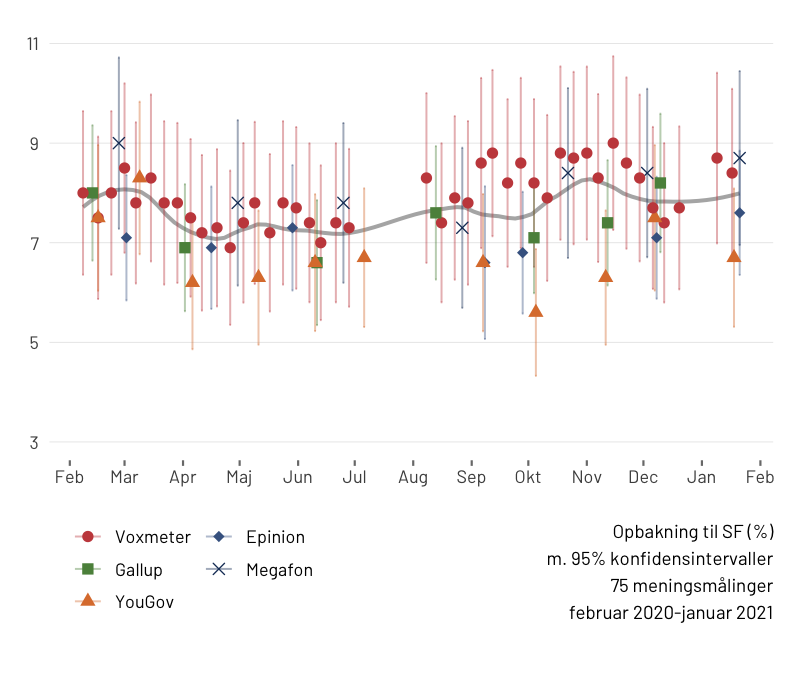 11
9
7
5
3
Feb Mar Apr Maj Jun Jul Aug Sep Okt Nov Dec Jan Feb
Voxmeter Epinion
Gallup Megafon
YouGov
Opbakning til SF (%)
m. 95% konfidensintervaller
75 meningsmålinger
februar 2020-januar 2021